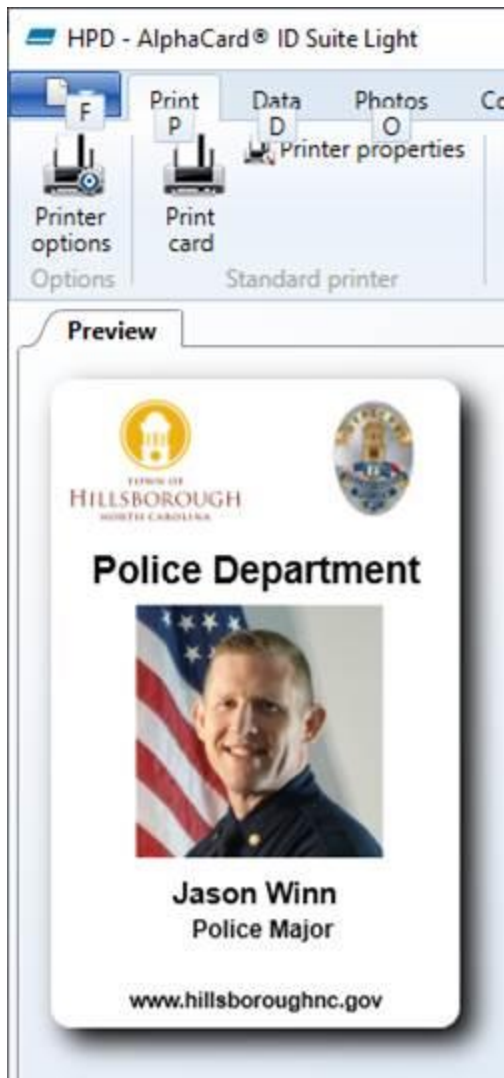 HPD - AlphaCard® ID Suite Light
F
Print
Data
Photos
Co
P
D
O
Printer properties
Printer
options
Print
card
Options
Standard printer
Preview
TOWN OF
HILLSBOROUGH
NORTH CAROLINA
Police Department
Jason Winn
Police Major
www.hillsboroughnc.gov